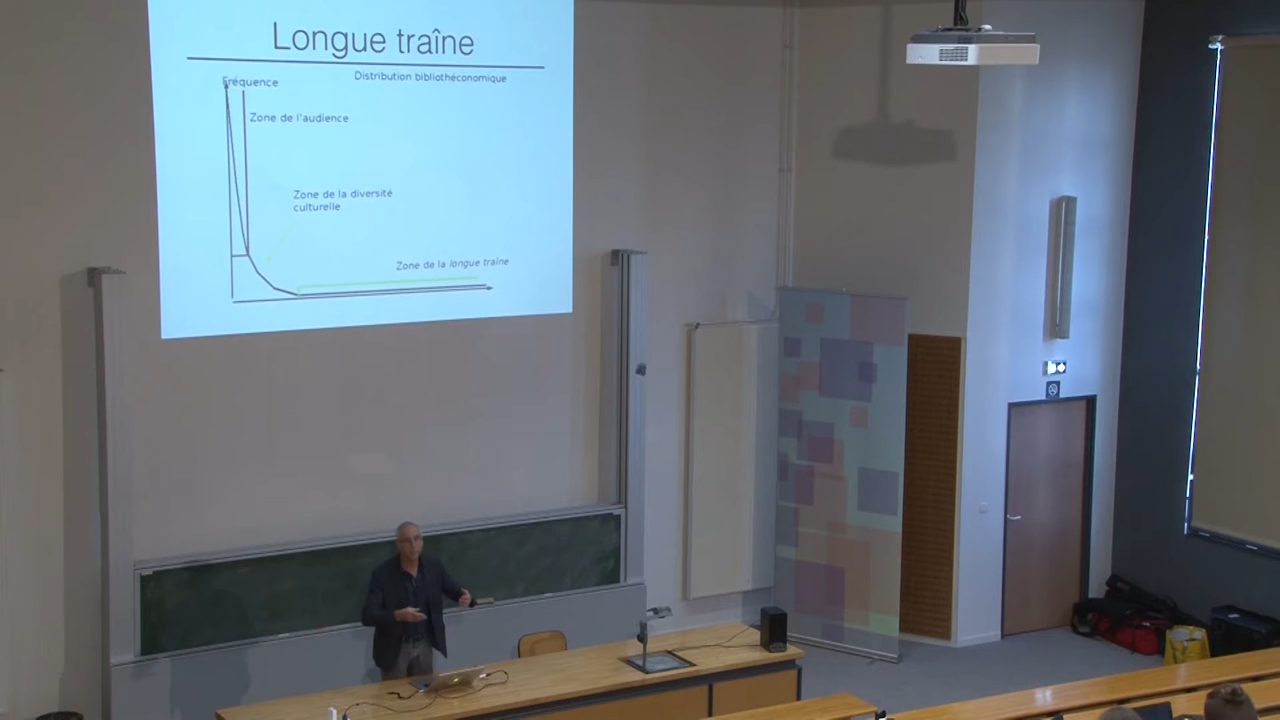 Longue traîne
Distribution bibliothéconomique
Fréquence
Zone de l'audience
Zone de la diversité
culturelle
Zone de la longue traîne